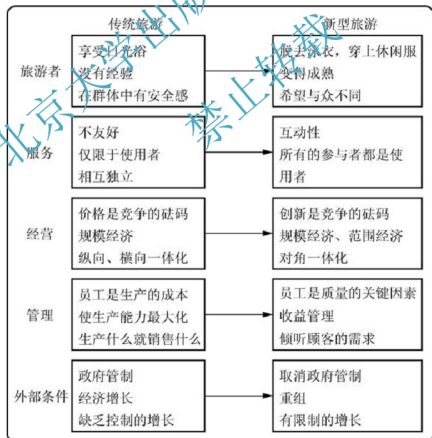 传统旅游 新型旅游
旅游者
享受日光浴
没有经验
在群体中有安全感
脱去泳衣，穿上休闲服
变得成熟
希望与众不同
服务
不友好
仅限于使用者
相互独立
互动性
所有的参与者都是使
用者
经营
价格是竞争的砝码
规模经济
纵向、横向一体化
创新是竞争的砝码
规模经济、范围经济
对角一体化
管理
员工是生产的成本
使生产能力最大化
生产什么就销售什么
员工是质量的关键因素
收益管理
倾听顾客的需求
外部条件
政府管制
经济增长
缺乏控制的增长
取消政府管制
重组
有限制的增长
北京大学出版
禁止转载